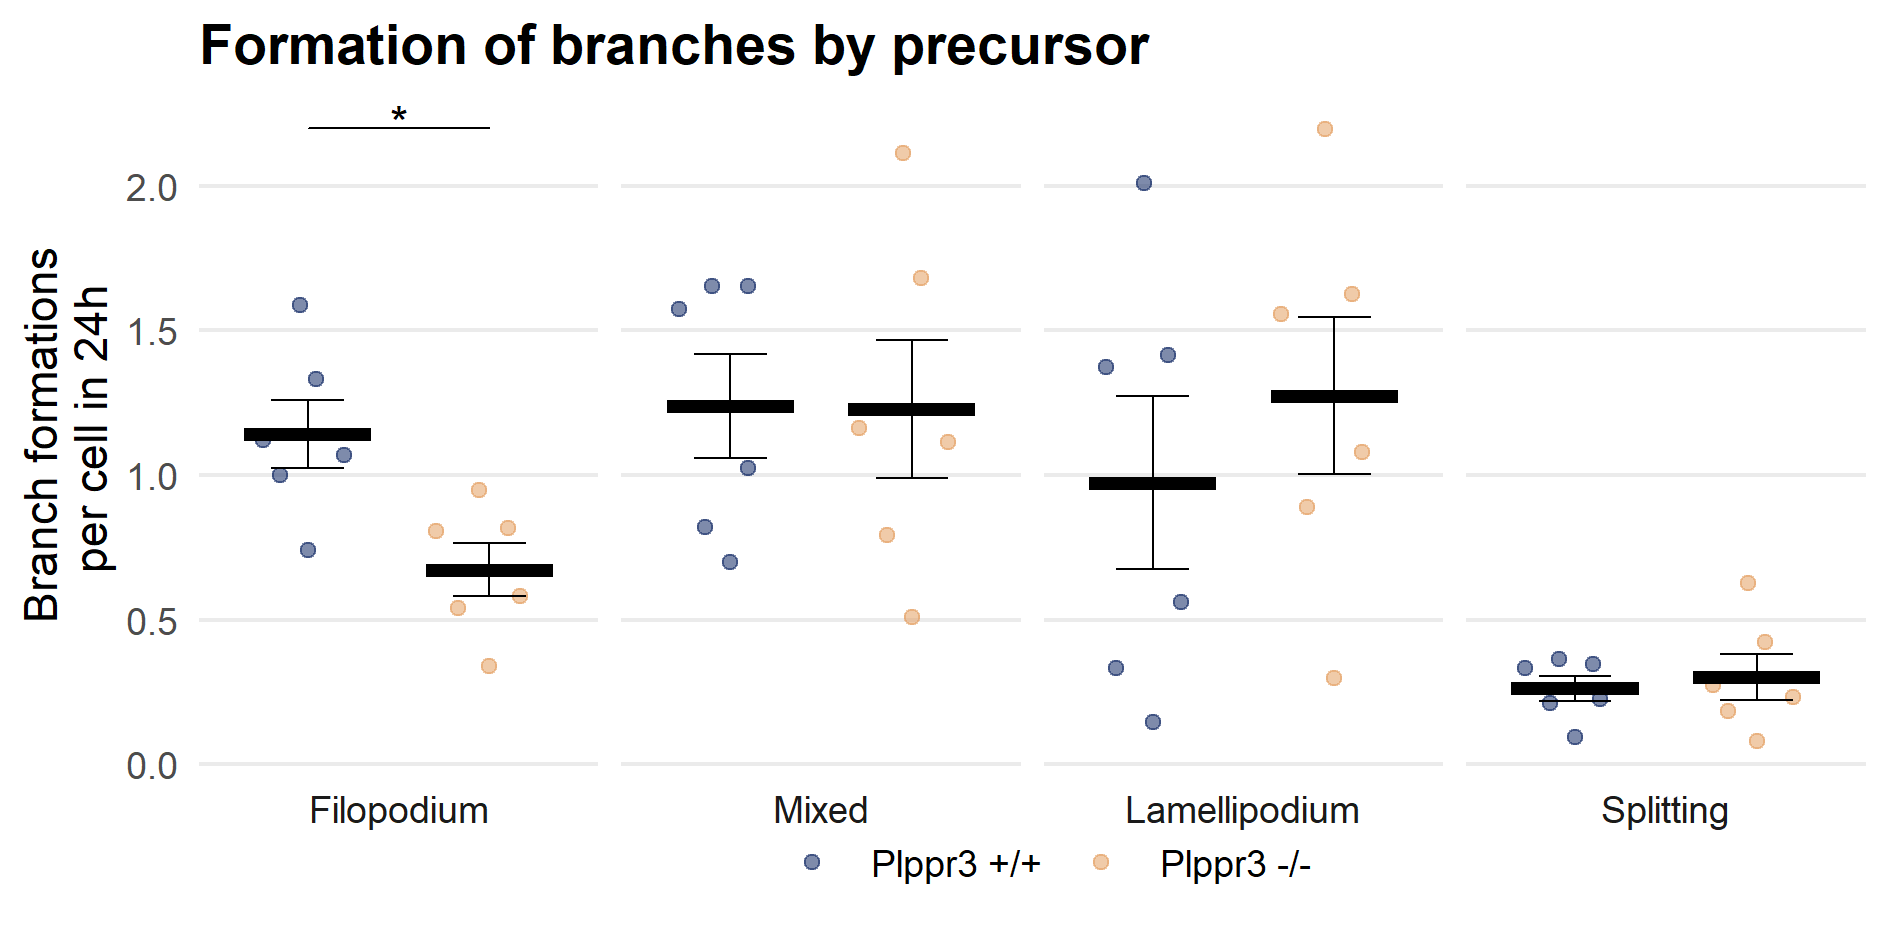 Formation of branches by precursor
*
2.0
1.5
1.0
0.5
0.0
Branch formations
per cell in 24h
Filopodium
Mixed
Lamellipodium
Splitting
Plppr3 +/+
Plppr3 -/-